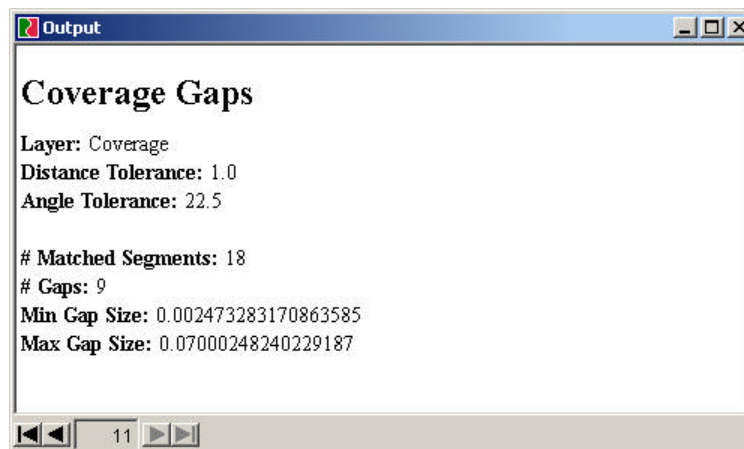 Output
Coverage Gaps
Layer: Coverage
Distance Tolerance: 1.0
Angle Tolerance: 22.5
# Matched Segments: 18
# Gaps: 9
Min Gap Size: 0.002473283170863585
Max Gap Size: 0.07000248240229187
11